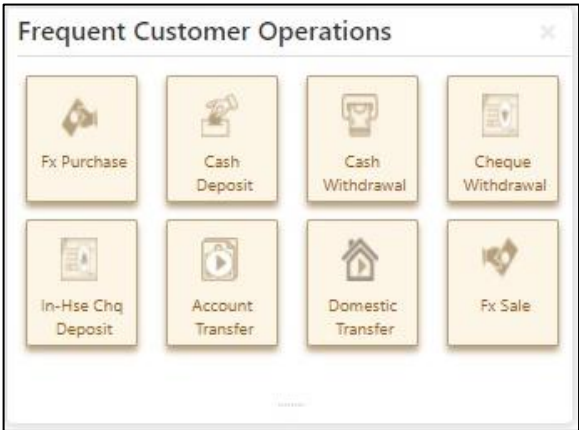 Frequent Customer Operations
Fx Purchase
Cash
Deposit
Cash
Withdrawal
Cheque
Withdrawal
In-Hse Chq
Deposit
Account
Transfer
Domestic
Transfer
Fx Sale